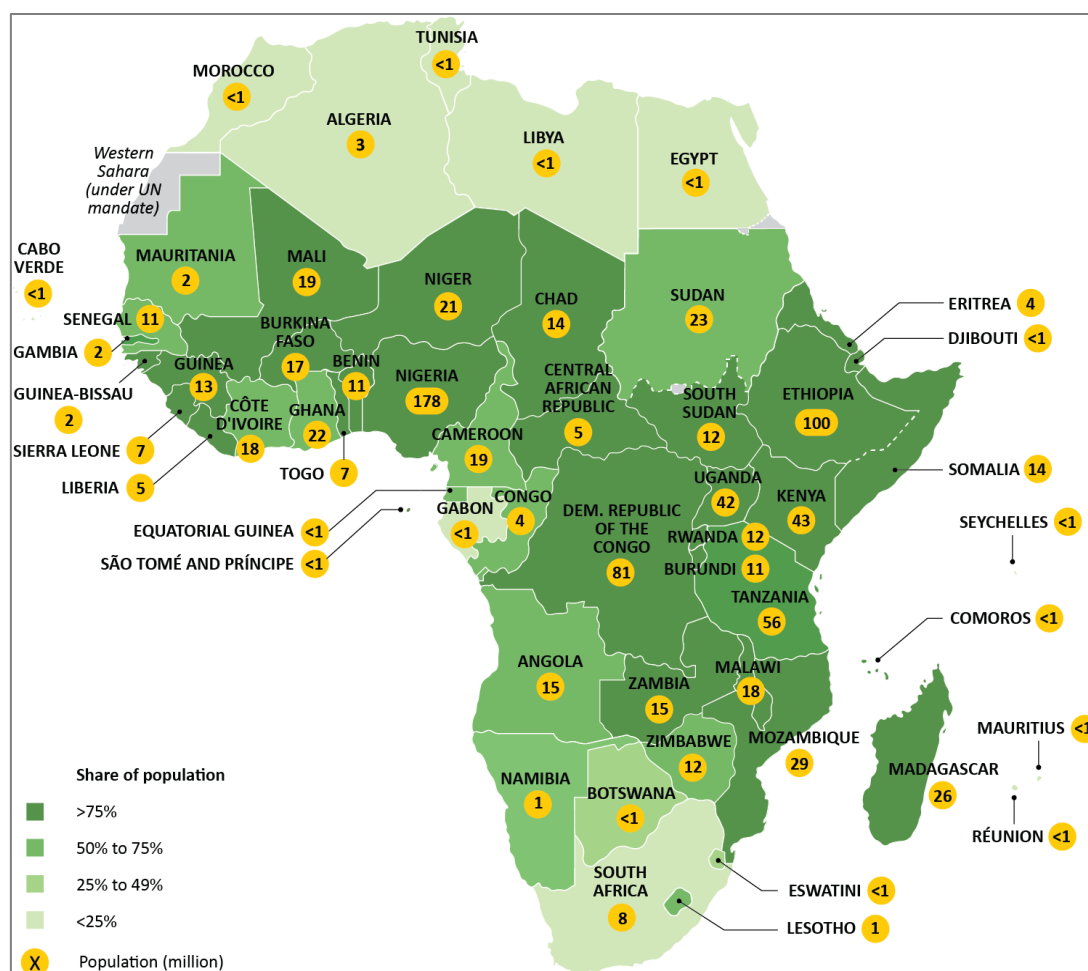 TUNISIA
<1
MOROCCO
<1
ALGERIA
3
LIBYA
<1
EGYPT
<1
Western
Sahara
(under UN
mandate)
CABO
VERDE
<1
MAURITANIA
2
MALI
19
NIGER
21
CHAD
14
SUDAN
23
ERITREA 4
DJIBOUTI <1
SENEGAL 11
GAMBIA 2
BURKINA
FASO
17
BENIN
11
NIGERIA
178
GUINEA
13
GUINEA-BISSAU
2
CÔTE
D'IVOIRE
18
GHANA
22
CENTRAL
AFRICAN
REPUBLIC
5
SOUTH
SUDAN
12
ETHIOPIA
100
SIERRA LEONE 7
LIBERIA 5
TOGO 7
CAMEROON
19
SOMALIA 14
UGANDA
42
KENYA
43
EQUATORIAL GUINEA <1
SÃO TOMÉ AND PRÍNCIPE <1
GABON
<1
CONGO
4
DEM. REPUBLIC
OF THE
CONGO
81
RWANDA 12
BURUNDI 11
TANZANIA
56
SEYCHELLES <1
COMOROS <1
ANGOLA
15
ZAMBIA
15
MALAWI
18
MOZAMBIQUE
29
ZIMBABWE
12
MADAGASCAR
26
MAURITIUS <1
RÉUNION <1
NAMIBIA
1
BOTSWANA
<1
SOUTH
AFRICA
8
ESWATINI <1
LESOTHO 1
Share of population
>75%
50% to 75%
25% to 49%
<25%
X Population (million)